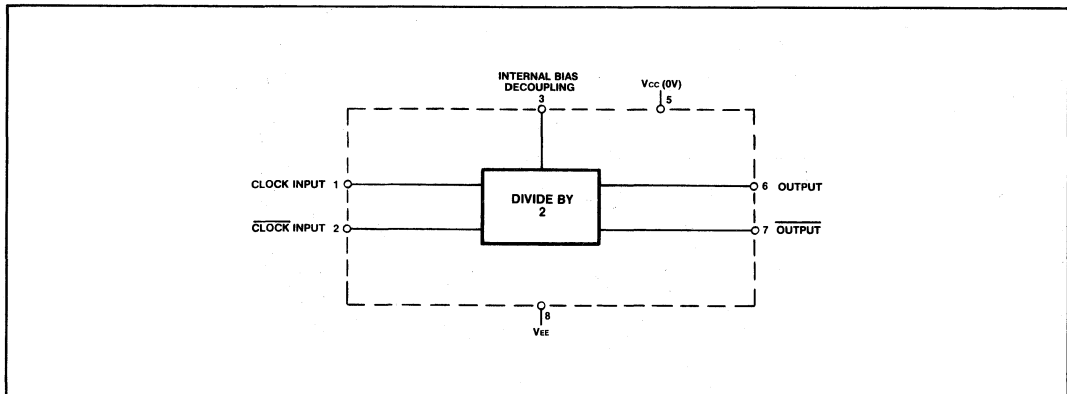 INTERNAL BIAS
DECOUPLING
3
VCC (0V)
5
CLOCK INPUT 1
CLOCK INPUT 2
DIVIDE BY
2
6 OUTPUT
7 OUTPUT
8
VEE